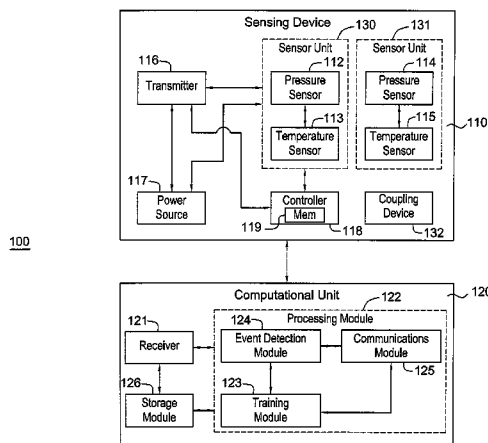 Sensing Device
130
131
Sensor Unit
Sensor Unit
116
112
114
Transmitter
Pressure
Sensor
Pressure
Sensor
110
113
115
Temperature
Sensor
Temperature
Sensor
117
Power
Source
Controller
Mem
119
118
Coupling
Device
132
100
Computational Unit
120
122
Processing Module
121
124
Receiver
Event Detection
Module
Communications
Module
126
123
125
Storage
Module
Training
Module